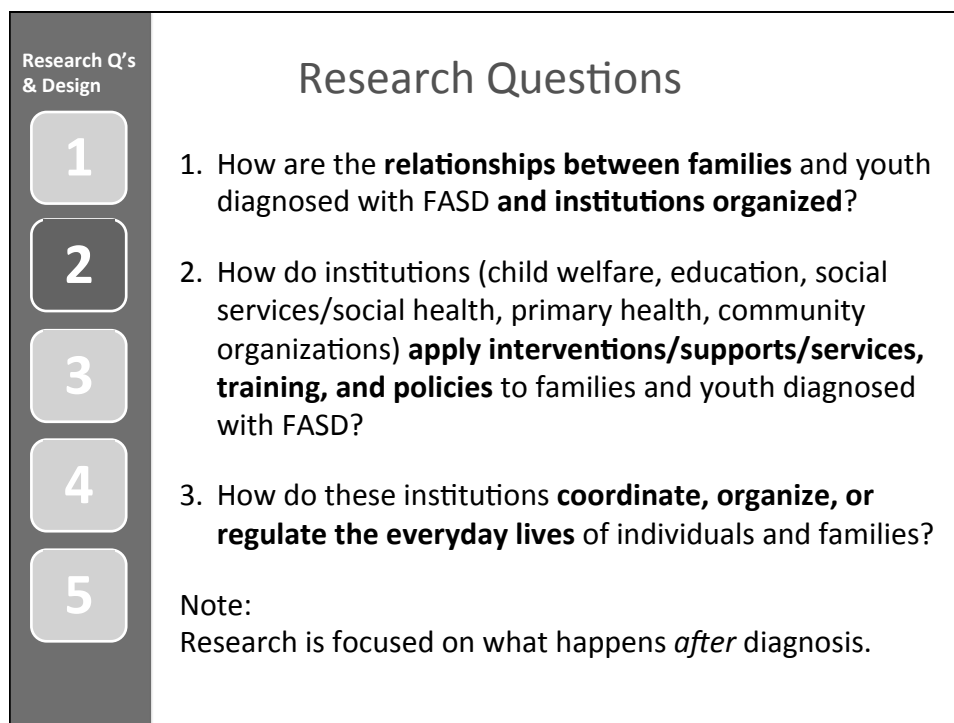 Research Q's
& Design
1
2
3
4
5
Research Questions
1. How are the relationships between families and youth
diagnosed with FASD and institutions organized?
2. How do institutions (child welfare, education, social
services/social health, primary health, community
organizations) apply interventions/supports/services,
training, and policies to families and youth diagnosed
with FASD?
3. How do these institutions coordinate, organize, or
regulate the everyday lives of individuals and families?
Note:
Research is focused on what happens after diagnosis.